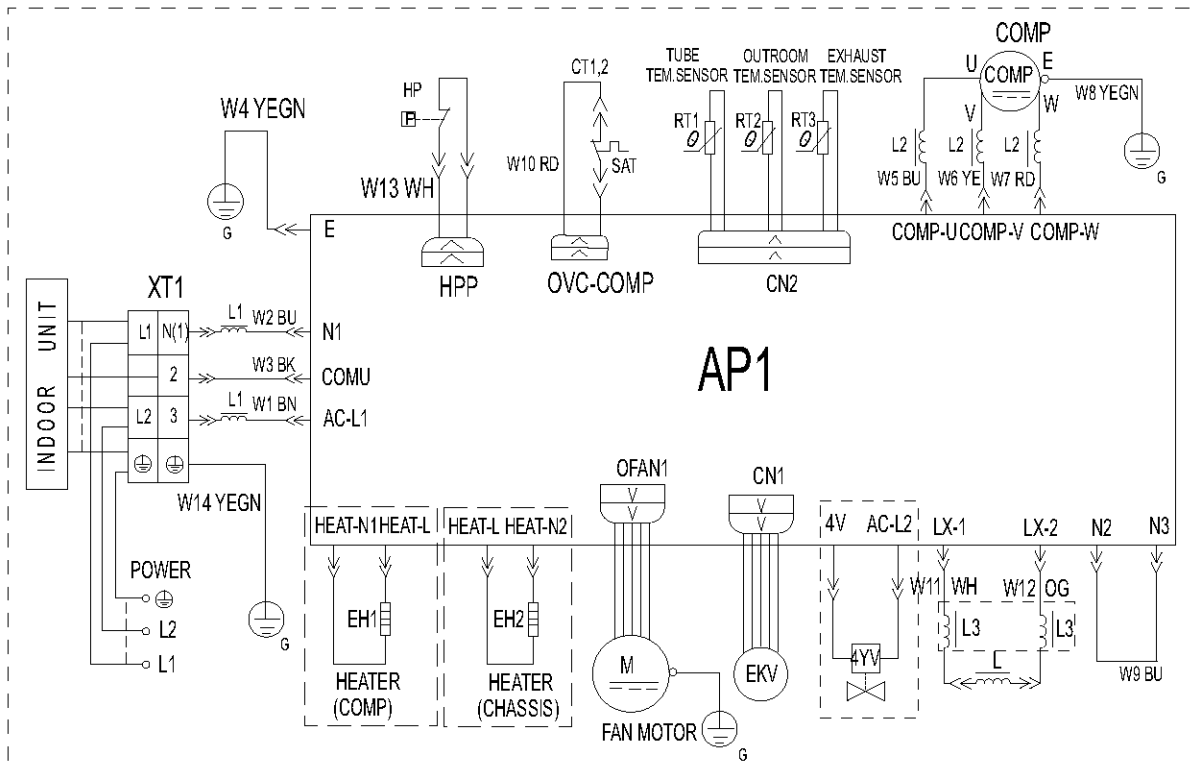 COMP
TUBE
TEM.SENSOR
OUTROOM
TEM.SENSOR
EXHAUST
TEM.SENSOR
CT1,2
HP
P
U
COMP
E
V
W
W8 YEGN
G
W4 YEGN
RT1
θ
RT2
θ
RT3
θ
L2
L2
L2
W10 RD
SAT
W5 BU
W6 YE
W7 RD
W13 WH
G
E
COMP-U
COMP-V
COMP-W
HPP
OVC-COMP
CN2
INDOOR UNIT
XT1
L1
N(1)
L1
W2 BU
N1
2
W3 BK
COMU
L2
3
L1
W1 BN
AC-L1
AP1
W14 YEGN
OFAN1
CN1
HEAT-N1
HEAT-L
HEAT-L
HEAT-N2
4V
AC-L2
LX-1
LX-2
N2
N3
POWER
L2
L1
G
EH1
EH2
W11
WH
W12
OG
L3
L3
L
W9 BU
M
EKV
4YV
HEATER
(COMP)
HEATER
(CHASSIS)
FAN MOTOR
G